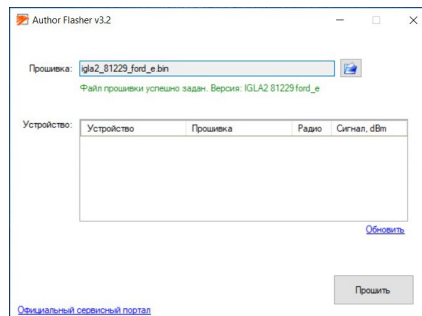 Author Flasher v3.2
Прошивка: igla2_81229_ford_e.bin
Файл прошивки успешно задан. Версия: IGLA2 81229 ford_e
Устройство: Устройство Прошивка Радио Сигнал, dBm
Обновить
Прошить
Официальный сервисный портал